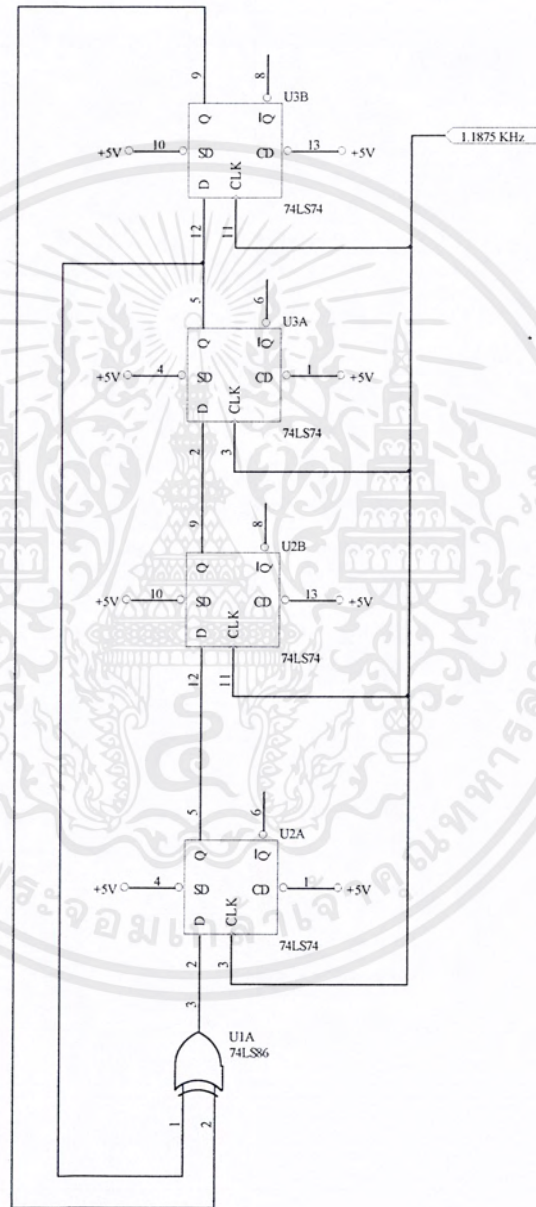 9
8
U3B
Q
Q
+5V
10
SD
CD
13
+5V
D
CLK
74LS74
12
11
1.1875 KHz
5
6
U3A
Q
Q
+5V
4
SD
CD
1
+5V
D
CLK
74LS74
2
3
9
8
U2B
Q
Q
+5V
10
SD
CD
13
+5V
D
CLK
74LS74
12
11
5
6
U2A
Q
Q
+5V
4
SD
CD
1
+5V
D
CLK
74LS74
2
3
3
U1A
74LS86
1
2